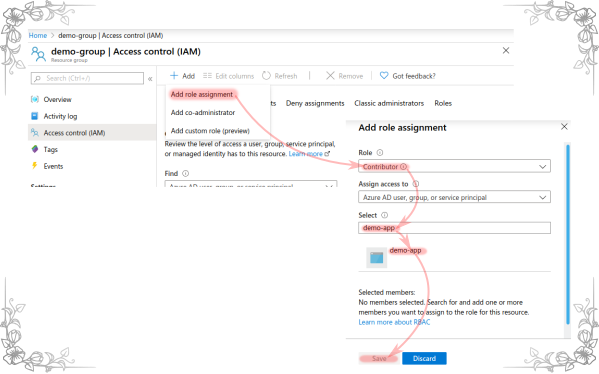 Home > demo-group | Access control (IAM)
demo-group | Access control (IAM)
Resource group
Search (Ctrl+/)
«
Add
Edit columns
Refresh
Remove
Got feedback?
Overview
Activity log
Access control (IAM)
Tags
Events
Add role assignment
Add co-administrator
Add custom role (preview)
Deny assignments
Classic administrators
Roles
Review the level of access a user, group, service principal,
or managed identity has to this resource. Learn more
Find
Azure AD user, group, or service principal
Add role assignment
Role
Contributor
Assign access to
Azure AD user, group, or service principal
Select
demo-app
demo-app
Selected members:
No members selected. Search for and add one or more
members you want to assign to the role for this resource.
Learn more about RBAC
Save
Discard